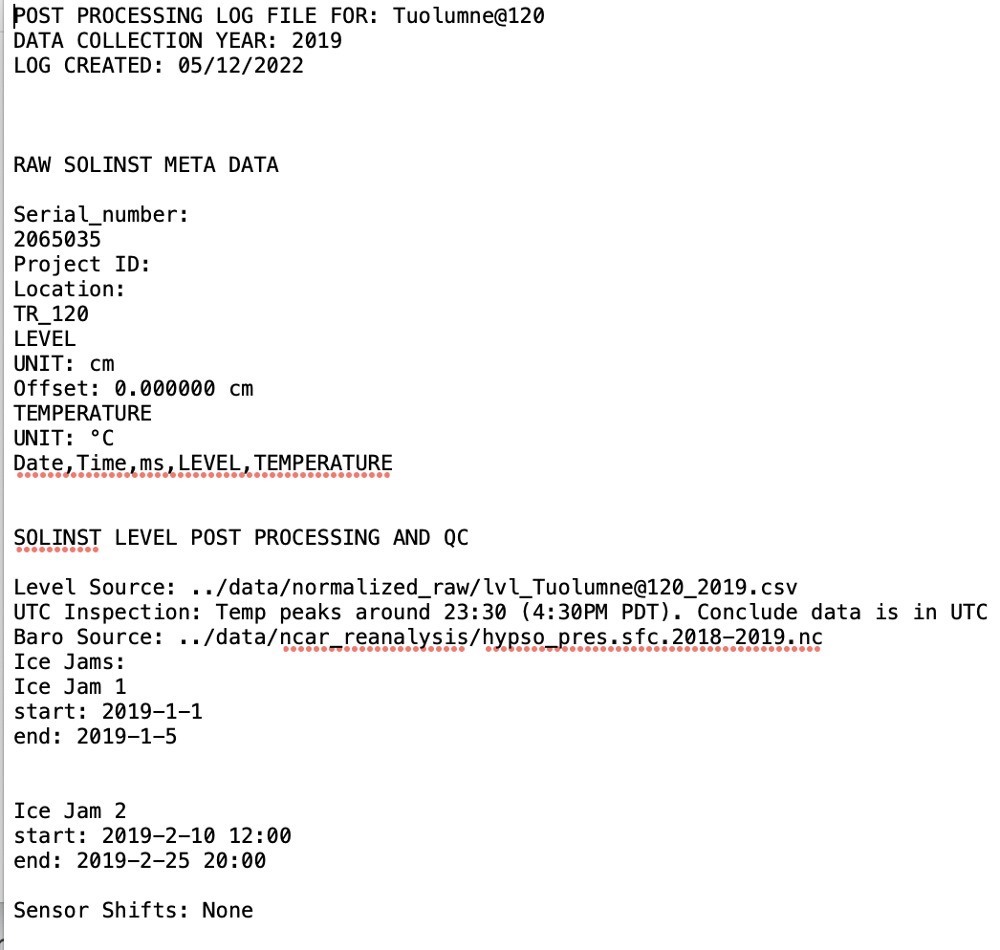 POST PROCESSING LOG FILE FOR: Tuolumne@120
DATA COLLECTION YEAR: 2019
LOG CREATED: 05/12/2022
RAW SOLINST META DATA
Serial_number:
2065035
Project ID:
Location:
TR_120
LEVEL
UNIT: cm
Offset: 0.000000 cm
TEMPERATURE
UNIT: °C
Date,Time,ms,LEVEL,TEMPERATURE
SOLINST LEVEL POST PROCESSING AND QC
Level Source: ../data/normalized_raw/lvl_Tuolumne@120_2019.csv
UTC Inspection: Temp peaks around 23:30 (4:30PM PDT). Conclude data is in UTC
Baro Source: ../data/ncar_reanalysis/hypso_pres.sfc.2018-2019.nc
Ice Jams:
Ice Jam 1
start: 2019-1-1
end: 2019-1-5
Ice Jam 2
start: 2019-2-10 12:00
end: 2019-2-25 20:00
Sensor Shifts: None